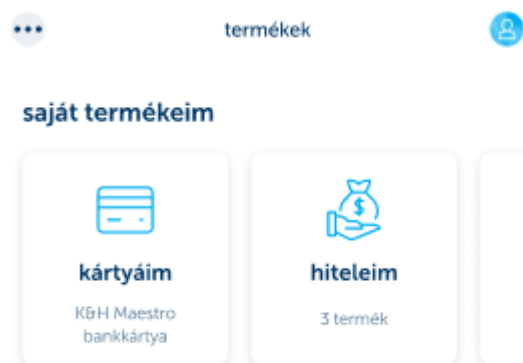 termékek
saját termékeim
kártyáim
K&H Maestro
bankkártya
hiteleim
3 termék